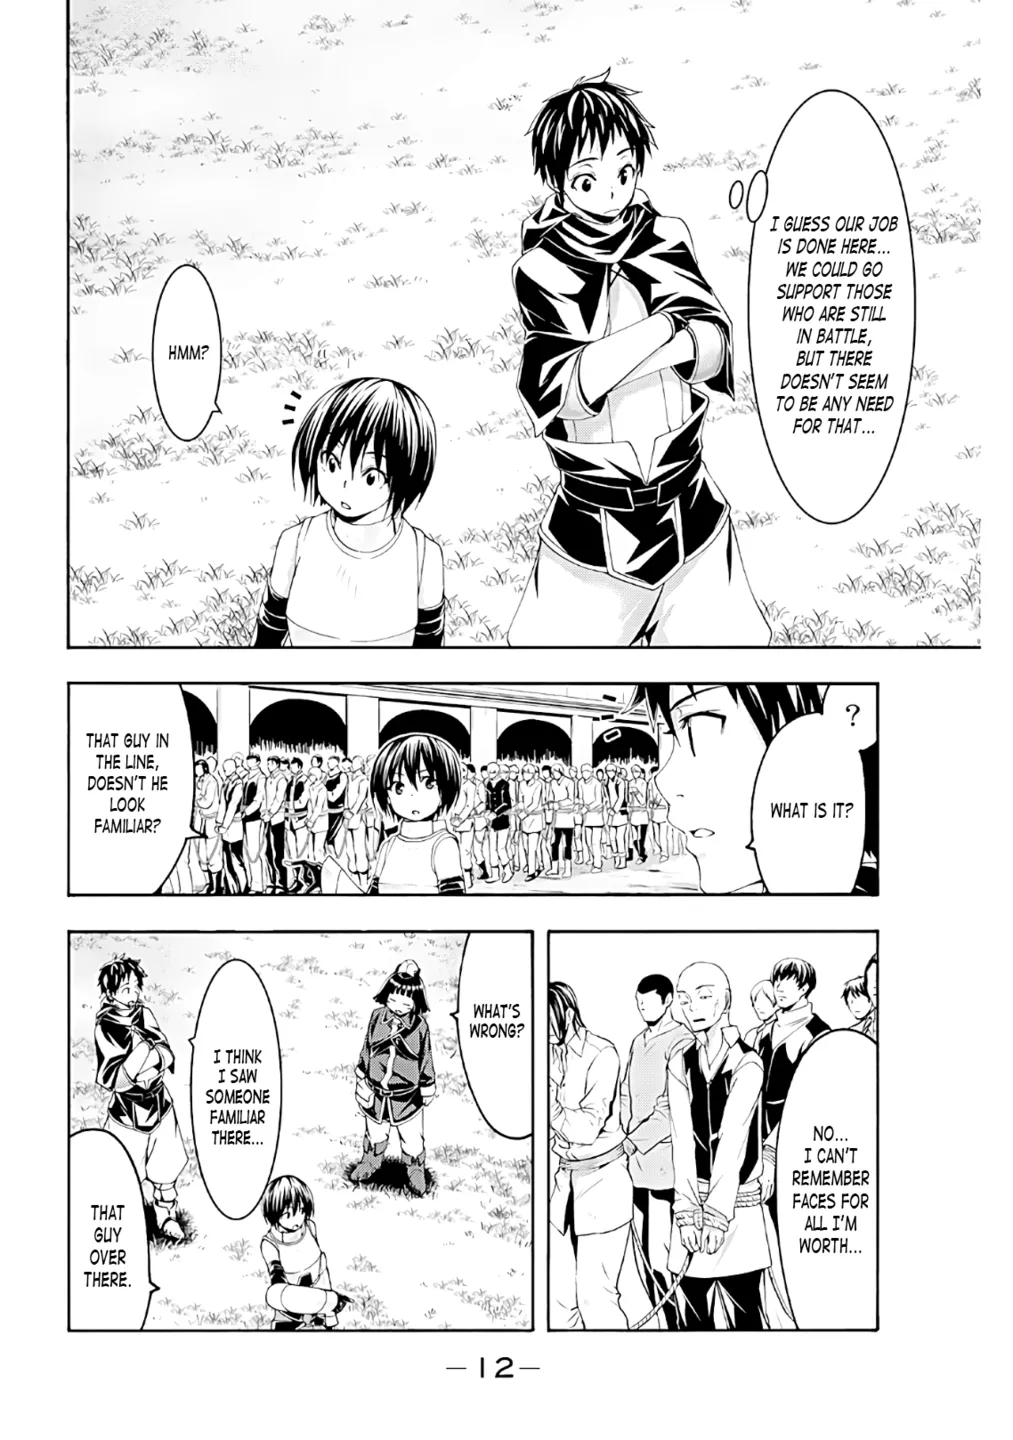 I GUESS OUR JOB
IS DONE HERE...
WE COULD GO
SUPPORT THOSE
WHO ARE STILL
IN BATTLE,
BUT THERE
DOESN'T SEEM
TO BE ANY NEED
FOR THAT...
HMM?
?
WHAT IS IT?
THAT GUY IN
THE LINE,
DOESN'T HE
LOOK
FAMILIAR?
NO...
I CAN'T
REMEMBER
FACES FOR
ALL I'M
WORTH...
WHAT'S
WRONG?
I THINK
I SAW
SOMEONE
FAMILIAR
THERE...
THAT
GUY
OVER
THERE.
—12—